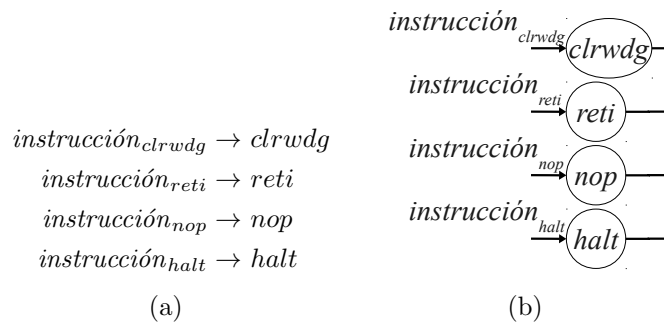 instrucción_clrwdg → clrwdg
instrucción_reti → reti
instrucción_nop → nop
instrucción_halt → halt
(a)
instrucción_clrwdg clrwdg
instrucción_reti reti
instrucción_nop nop
instrucción_halt halt
(b)